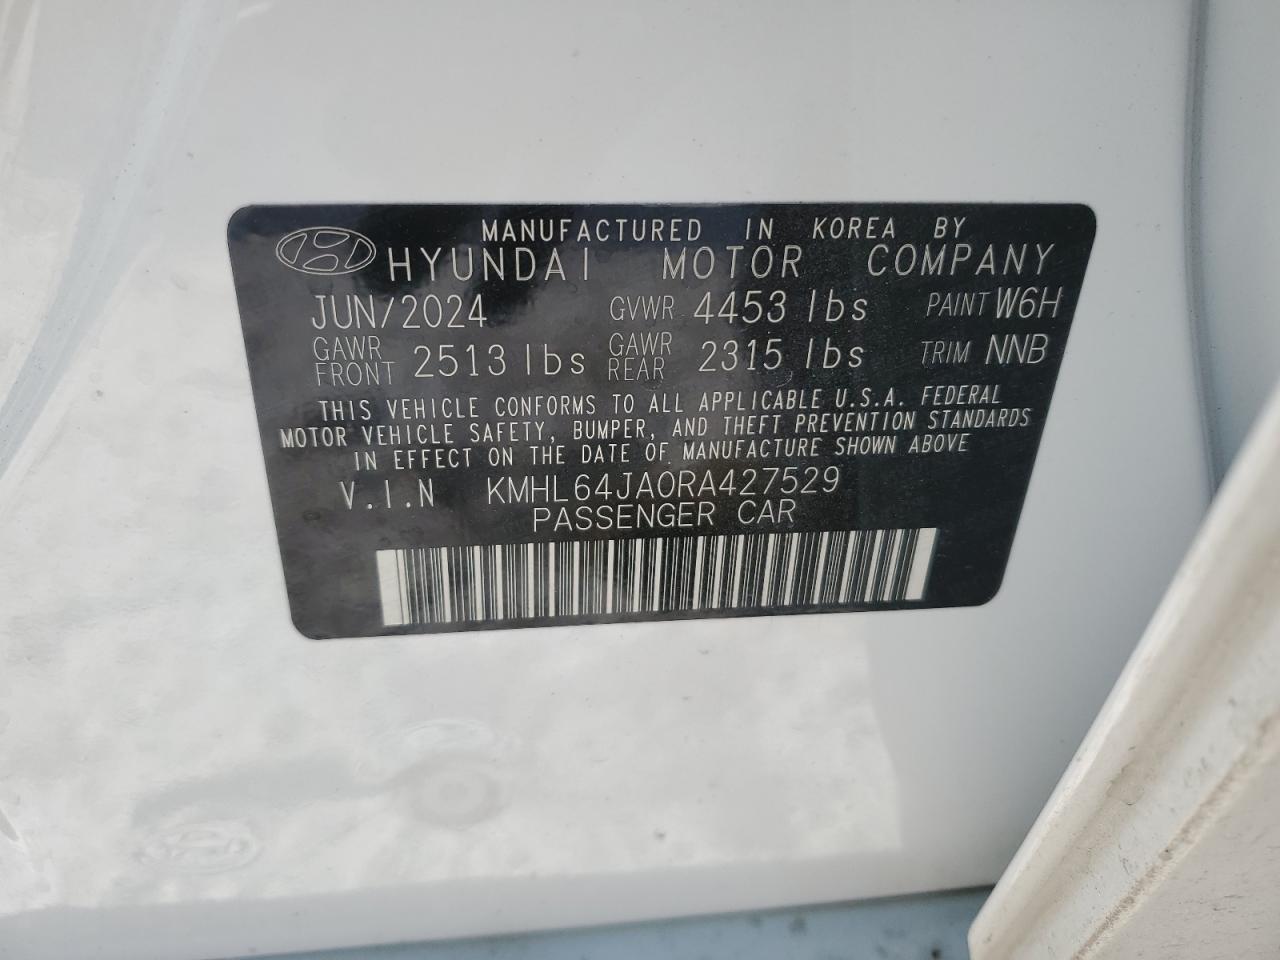 MANUFACTURED IN KOREA BY
HYUNDAI MOTOR COMPANY
JUN/2024 GVWR 4453 lbs PAINT W6H
GAWR FRONT 2513 lbs GAWR REAR 2315 lbs TRIM NNB
THIS VEHICLE CONFORMS TO ALL APPLICABLE U.S.A. FEDERAL
MOTOR VEHICLE SAFETY, BUMPER, AND THEFT PREVENTION STANDARDS
IN EFFECT ON THE DATE OF MANUFACTURE SHOWN ABOVE
V.I.N KMHL64JA0RA427529
PASSENGER CAR